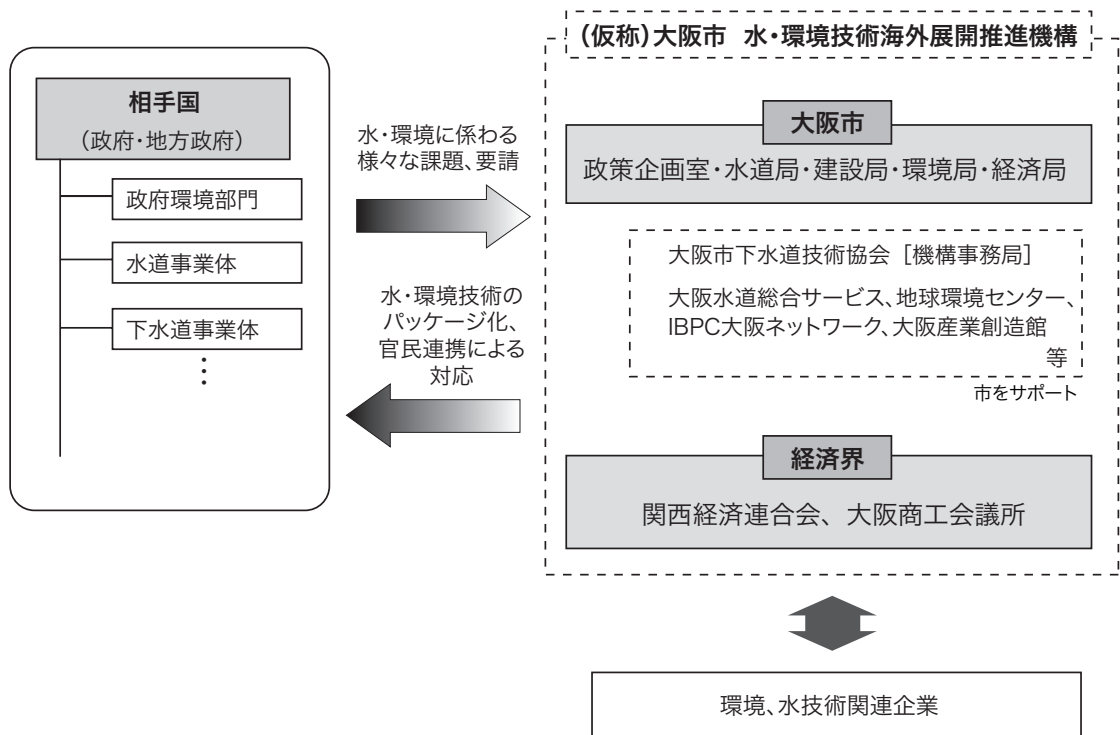 相手国
（政府・地方政府）
政府環境部門
水道事業体
下水道事業体
⋮
水・環境に係わる
様々な課題、要請
水・環境技術の
パッケージ化、
官民連携による
対応
（仮称）大阪市 水・環境技術海外展開推進機構
大阪市
政策企画室・水道局・建設局・環境局・経済局
大阪市下水道技術協会［機構事務局］
大阪水道総合サービス、地球環境センター、
IBPC大阪ネットワーク、大阪産業創造館
等
市をサポート
経済界
関西経済連合会、大阪商工会議所
環境、水技術関連企業